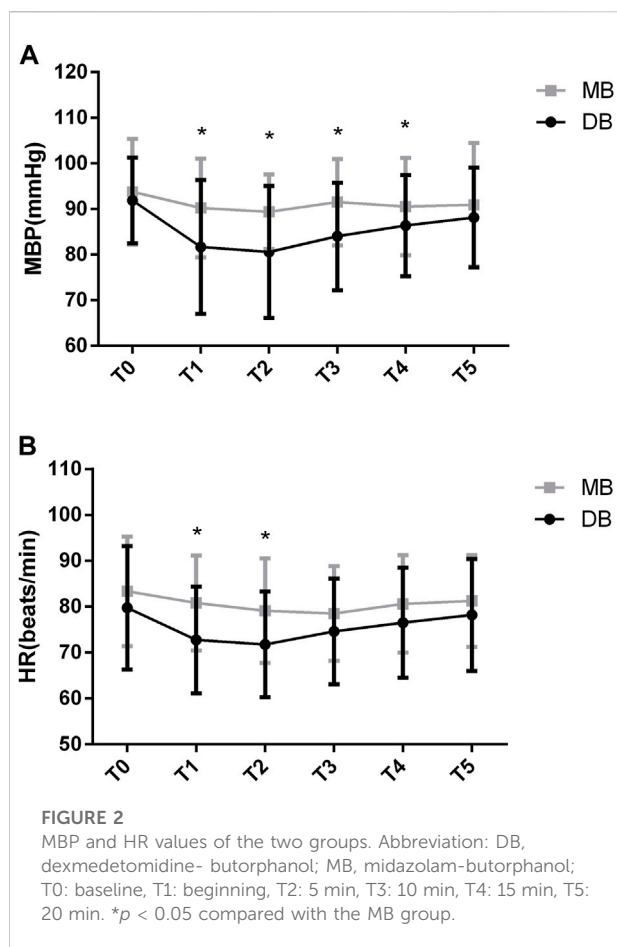 A
120
110
100
90
80
70
60
MBP(mmHg)
* * * *
MB
DB
T0 T1 T2 T3 T4 T5
B
110
100
90
80
70
60
50
HR(beats/min)
* *
MB
DB
T0 T1 T2 T3 T4 T5
FIGURE 2
MBP and HR values of the two groups. Abbreviation: DB,
dexmedetomidine- butorphanol; MB, midazolam-butorphanol;
T0: baseline, T1: beginning, T2: 5 min, T3: 10 min, T4: 15 min, T5:
20 min. *p < 0.05 compared with the MB group.